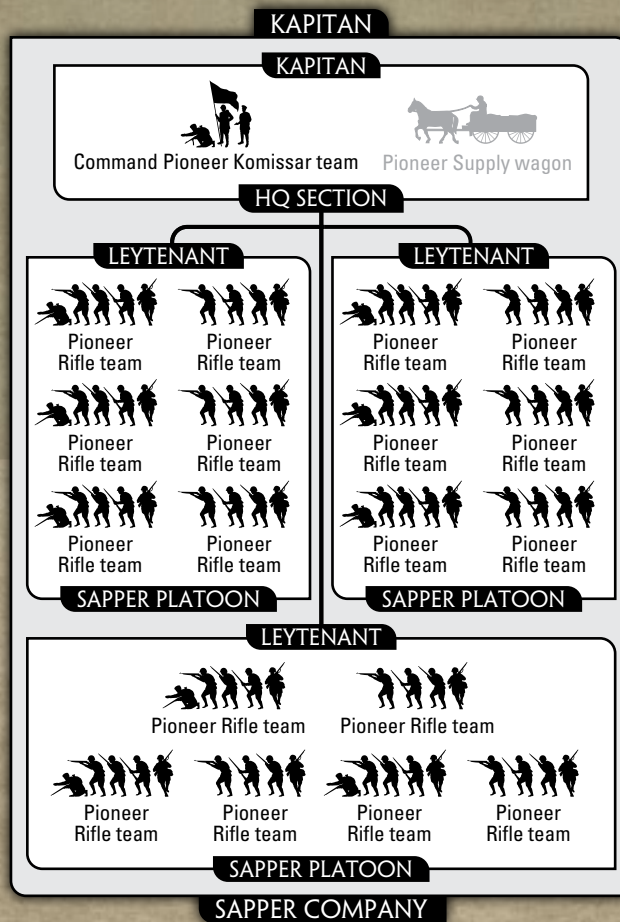 KAPITAN
KAPITAN
Command Pioneer Komissar team
Pioneer Supply wagon
HQ SECTION
LEYTENANT
Pioneer
Rifle team
Pioneer
Rifle team
Pioneer
Rifle team
Pioneer
Rifle team
Pioneer
Rifle team
Pioneer
Rifle team
SAPPER PLATOON
LEYTENANT
Pioneer
Rifle team
Pioneer
Rifle team
Pioneer
Rifle team
Pioneer
Rifle team
Pioneer
Rifle team
Pioneer
Rifle team
SAPPER PLATOON
LEYTENANT
Pioneer Rifle team
Pioneer Rifle team
Pioneer
Rifle team
Pioneer
Rifle team
Pioneer
Rifle team
Pioneer
Rifle team
SAPPER PLATOON
SAPPER COMPANY